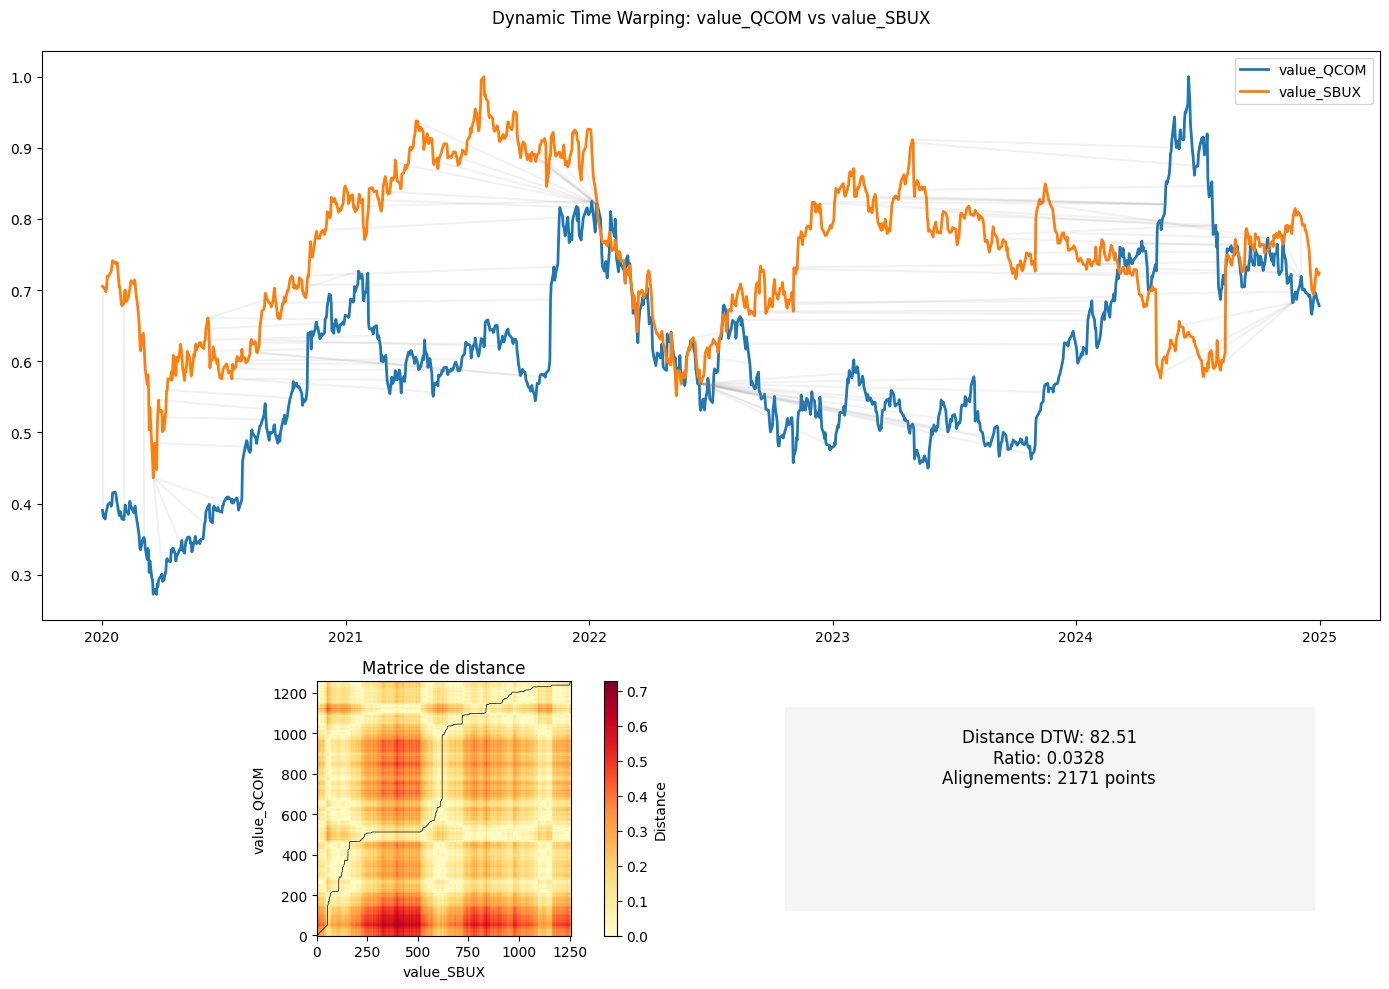 Dynamic Time Warping: value_QCOM vs value_SBUX
value_QCOM
value_SBUX
1.0
0.9
0.8
0.7
0.6
0.5
0.4
0.3
2020 2021 2022 2023 2024 2025
Matrice de distance
value_QCOM
1200
1000
800
600
400
200
0
0 250 500 750 1000 1250
value_SBUX
0.7
0.6
0.5
0.4
0.3
0.2
0.1
0.0
Distance
Distance DTW: 82.51
Ratio: 0.0328
Alignements: 2171 points